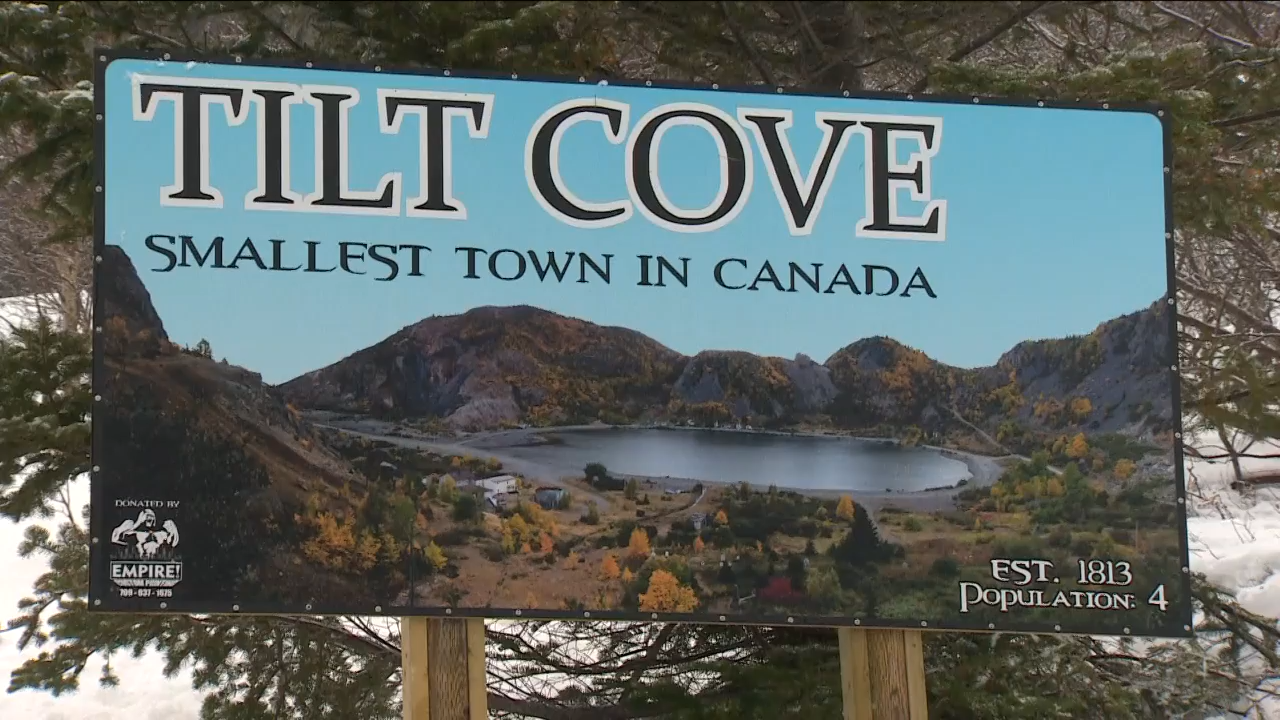 TILT COVE
SMALLEST TOWN IN CANADA
DONATED BY
EMPIRE!
EST. 1813
POPULATION: 4